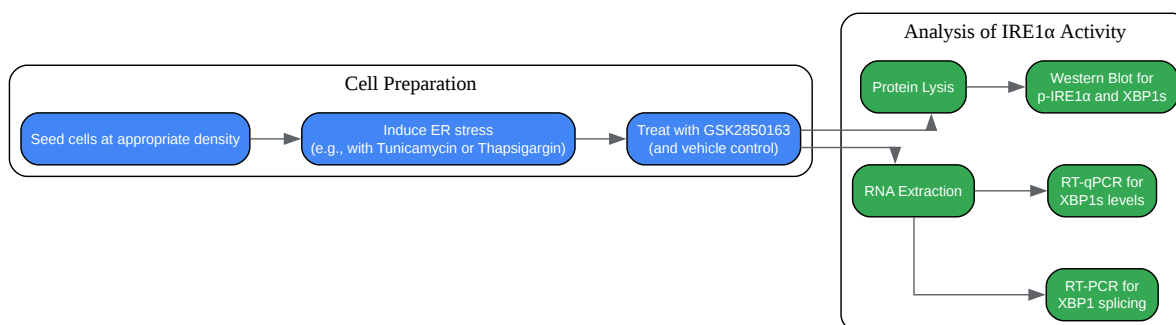 Cell Preparation
Seed cells at appropriate density
Induce ER stress
(e.g., with Tunicamycin or Thapsigargin)
Treat with GSK2850163
(and vehicle control)
Analysis of IRE1α Activity
Protein Lysis
Western Blot for
p-IRE1α and XBP1s
RNA Extraction
RT-qPCR for
XBP1s levels
RT-PCR for
XBP1 splicing